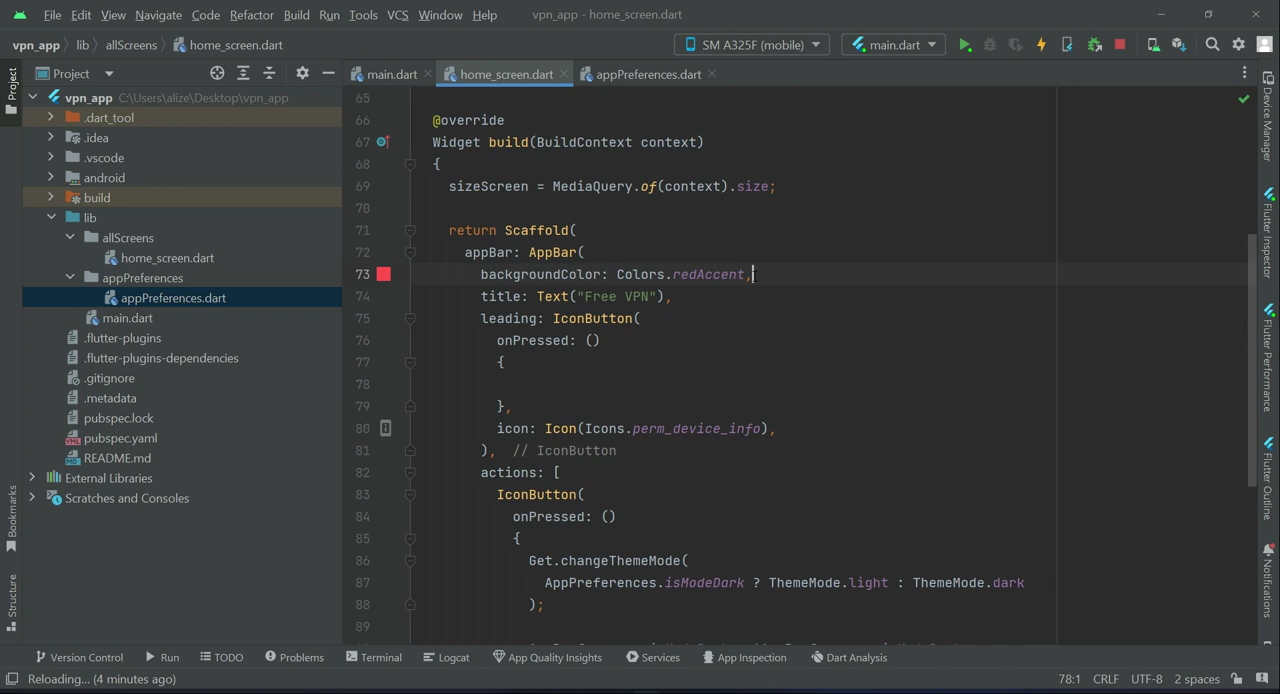 File Edit View Navigate Code Refactor Build Run Tools VCS Window Help vpn_app - home_screen.dart
vpn_app lib allScreens home_screen.dart SM A325F (mobile) main.dart
Project main.dart home_screen.dart appPreferences.dart
Project
Bookmarks
Structure
vpn_app C:\Users\alize\Desktop\vpn_app
.dart_tool
.idea
.vscode
android
build
lib
allScreens
home_screen.dart
appPreferences
appPreferences.dart
main.dart
.flutter-plugins
.flutter-plugins-dependencies
.gitignore
.metadata
pubspec.lock
pubspec.yaml
README.md
External Libraries
Scratches and Consoles
65
66 @override
67 Widget build(BuildContext context)
68 {
69 sizeScreen = MediaQuery.of(context).size;
70
71 return Scaffold(
72 appBar: AppBar(
73 backgroundColor: Colors.redAccent,
74 title: Text("Free VPN"),
75 leading: IconButton(
76 onPressed: ()
77 {
78
79 },
80 icon: Icon(Icons.perm_device_info),
81 ), // IconButton
82 actions: [
83 IconButton(
84 onPressed: ()
85 {
86 Get.changeThemeMode(
87 AppPreferences.isModeDark ? ThemeMode.light : ThemeMode.dark
88 );
89
Device Manager
Flutter Inspector
Flutter Performance
Flutter Outline
Notifications
Version Control Run TODO Problems Terminal Logcat App Quality Insights Services App Inspection Dart Analysis
Reloading... (4 minutes ago) 78:1 CRLF UTF-8 2 spaces